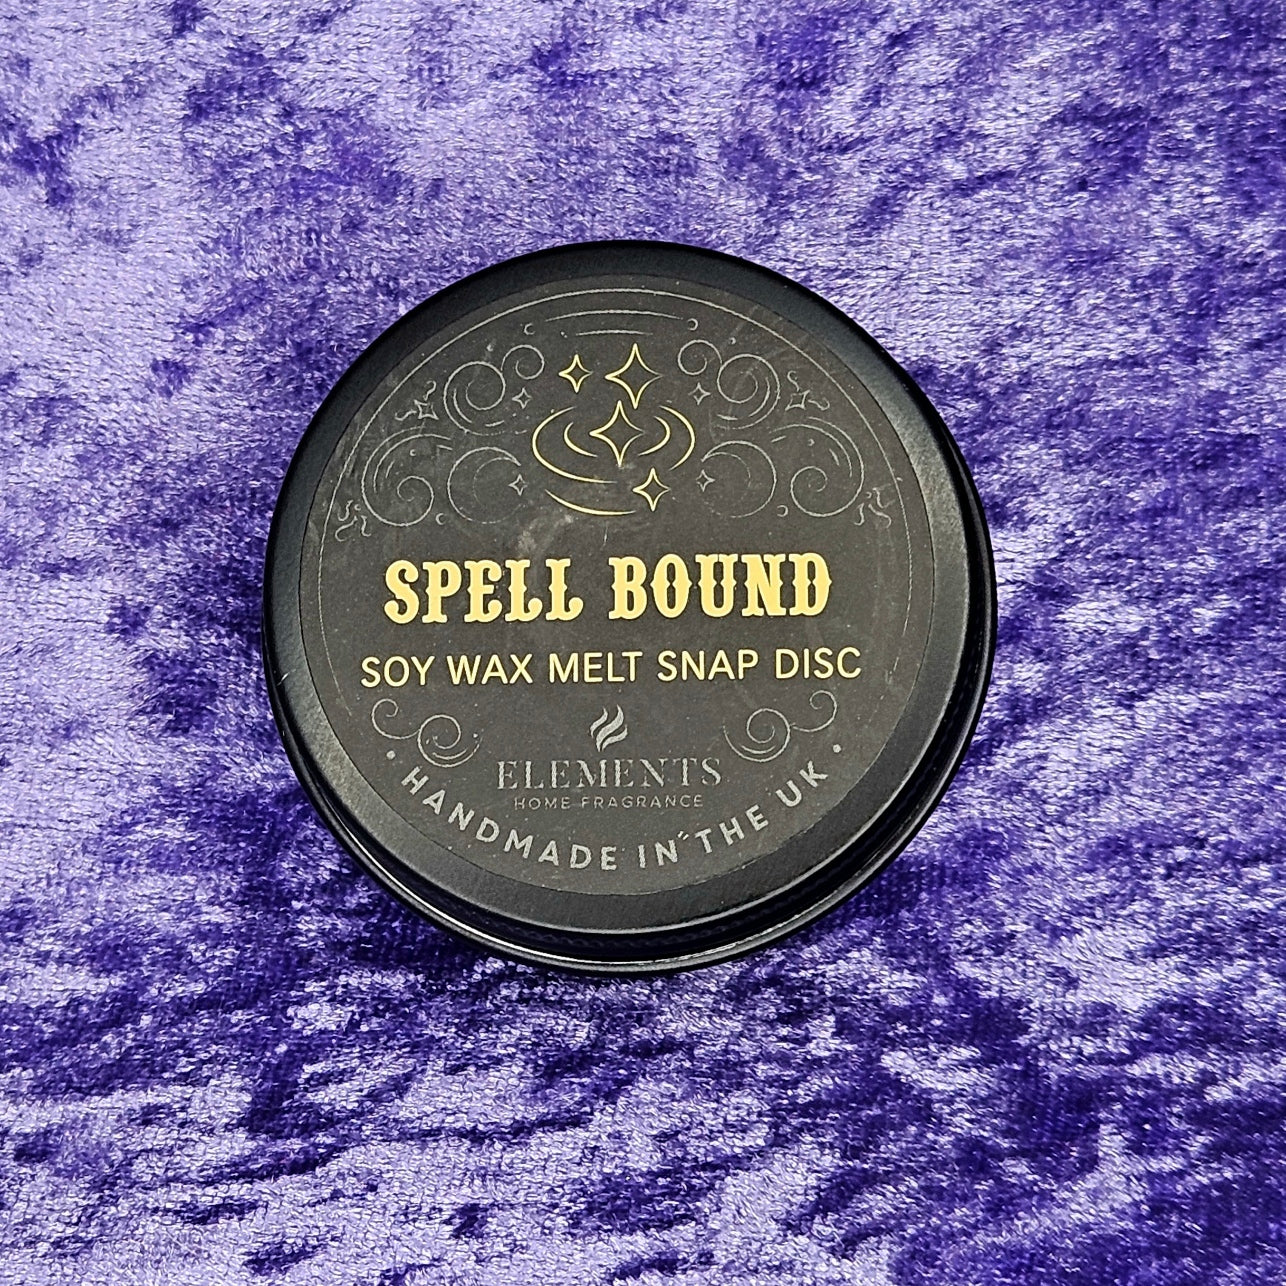 SPELL BOUND
SOY WAX MELT SNAP DISC
ELEMENTS
HOME FRAGRANCE
• HANDMADE IN THE UK •